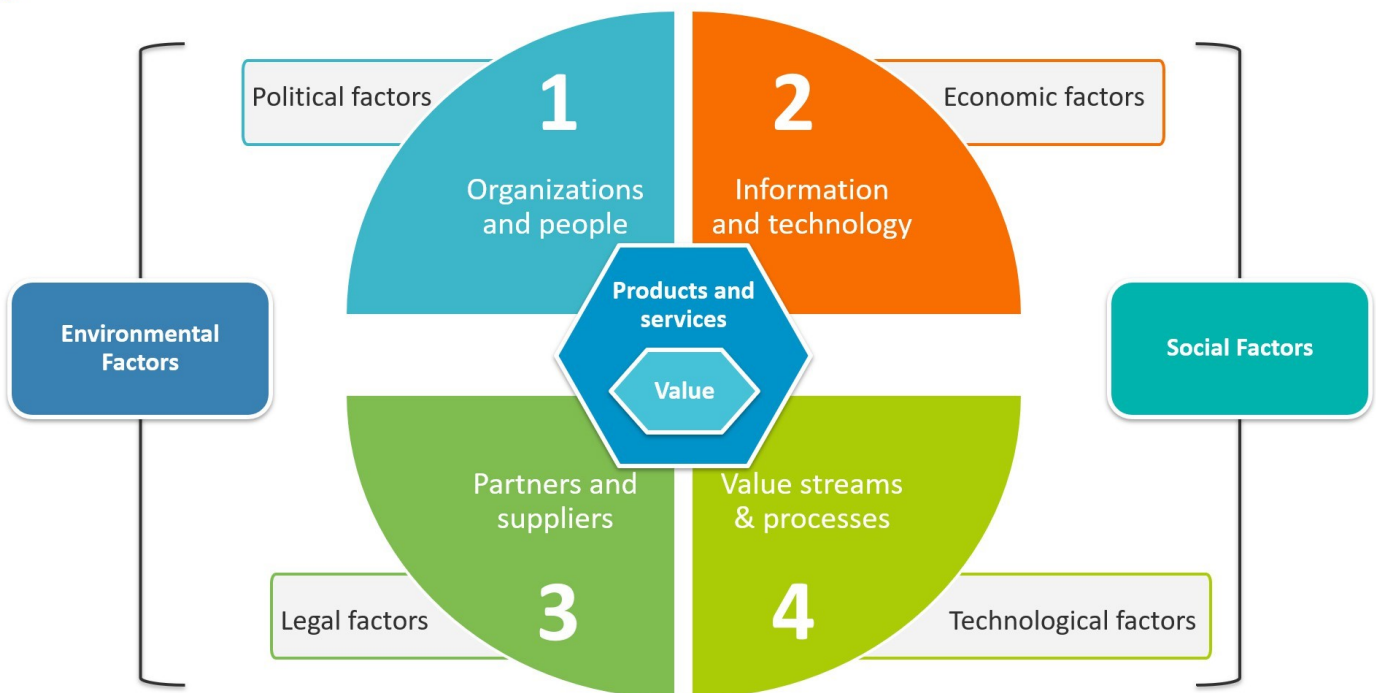 Political factors
1
2
Economic factors
Organizations
and people
Information
and technology
Environmental
Factors
Products and
services
Value
Social Factors
Partners and
suppliers
Value streams
& processes
Legal factors
3
4
Technological factors